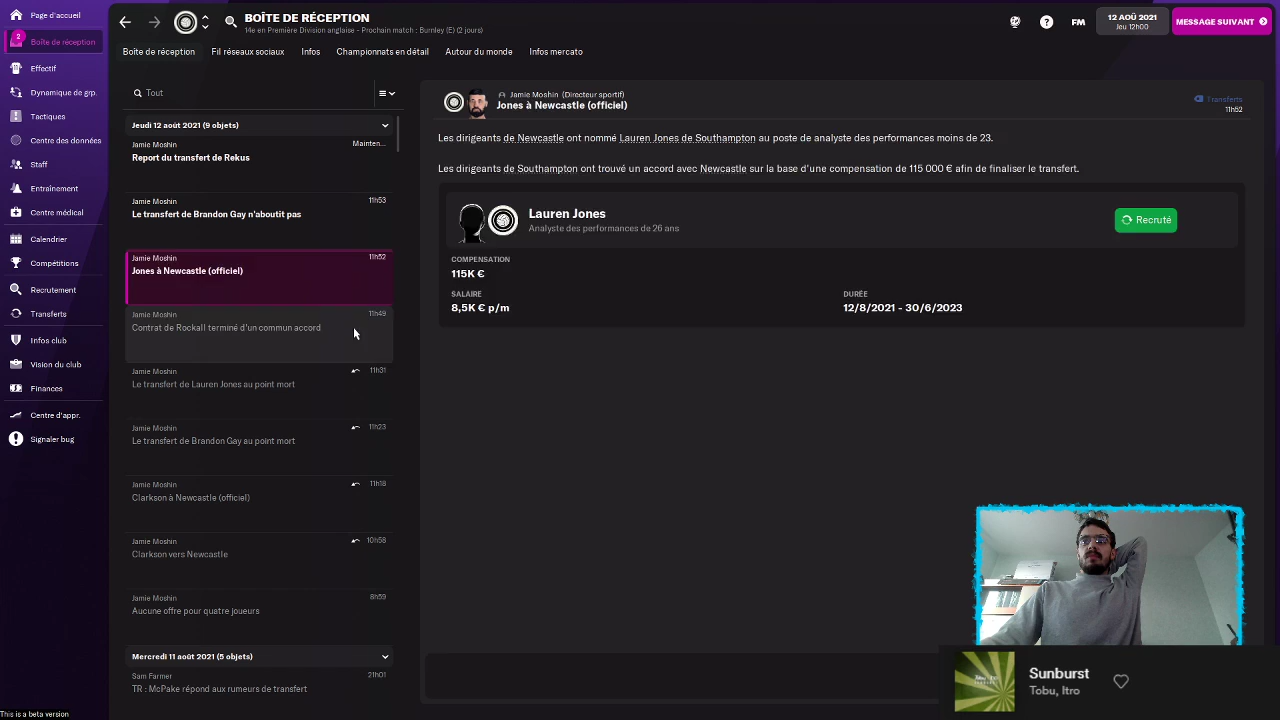 Page d'accueil
2
Boîte de réception
Effectif
Dynamique de grp.
Tactiques
Centre des données
Staff
Entraînement
Centre médical
Calendrier
Compétitions
Recrutement
Transferts
Infos club
Vision du club
Finances
Centre d'appr.
Signaler bug
This is a beta version
BOÎTE DE RÉCEPTION
14e en Première Division anglaise - Prochain match : Burnley (E) (2 jours)
FM
12 AOÛ 2021
Jeu 12h00
MESSAGE SUIVANT
Boîte de réception
Fil réseaux sociaux
Infos
Championnats en détail
Autour du monde
Infos mercato
Tout
Jeudi 12 août 2021 (9 objets)
Jamie Moshin Mainten...
Report du transfert de Rekus
Jamie Moshin 11h53
Le transfert de Brandon Gay n'aboutit pas
Jamie Moshin 11h52
Jones à Newcastle (officiel)
Jamie Moshin 11h49
Contrat de Rockall terminé d'un commun accord
Jamie Moshin 11h31
Le transfert de Lauren Jones au point mort
Jamie Moshin 11h23
Le transfert de Brandon Gay au point mort
Jamie Moshin 11h18
Clarkson à Newcastle (officiel)
Jamie Moshin 10h58
Clarkson vers Newcastle
Jamie Moshin 8h59
Aucune offre pour quatre joueurs
Mercredi 11 août 2021 (5 objets)
Sam Farmer 21h01
TR : McPake répond aux rumeurs de transfert
Jamie Moshin (Directeur sportif)
Jones à Newcastle (officiel)
Transferts
11h52
Les dirigeants de Newcastle ont nommé Lauren Jones de Southampton au poste de analyste des performances moins de 23.
Les dirigeants de Southampton ont trouvé un accord avec Newcastle sur la base d'une compensation de 115 000 € afin de finaliser le transfert.
Lauren Jones
Analyste des performances de 26 ans
Recruté
COMPENSATION
115K €
SALAIRE
8,5K € p/m
DURÉE
12/8/2021 - 30/6/2023
Sunburst
Tobu, Itro